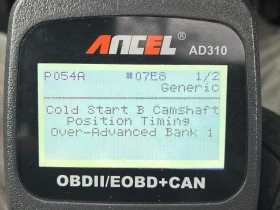 ANCEL®
AD310
P054A #07E8 1/2
Generic
Cold Start B Camshaft
Position Timing
Over-Advanced Bank 1
OBDII/EOBD+CAN